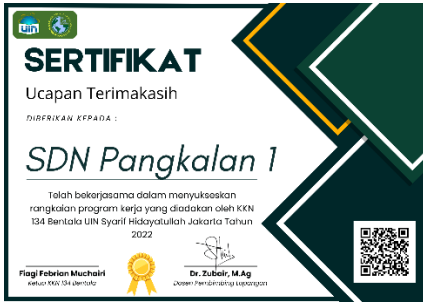 uin
SERTIFIKAT
Ucapan Terimakasih
DIBERIKAN KEPADA :
SDN Pangkalan 1
Telah bekerjasama dalam menyukseskan
rangkaian program kerja yang diadakan oleh KKN
134 Bentala UIN Syarif Hidayatullah Jakarta Tahun
2022
Fiagi Febrian Muchairi
Ketua KKN 134 Bentala
Dr. Zubair, M.Ag
Dosen Pembimbing Lapangan